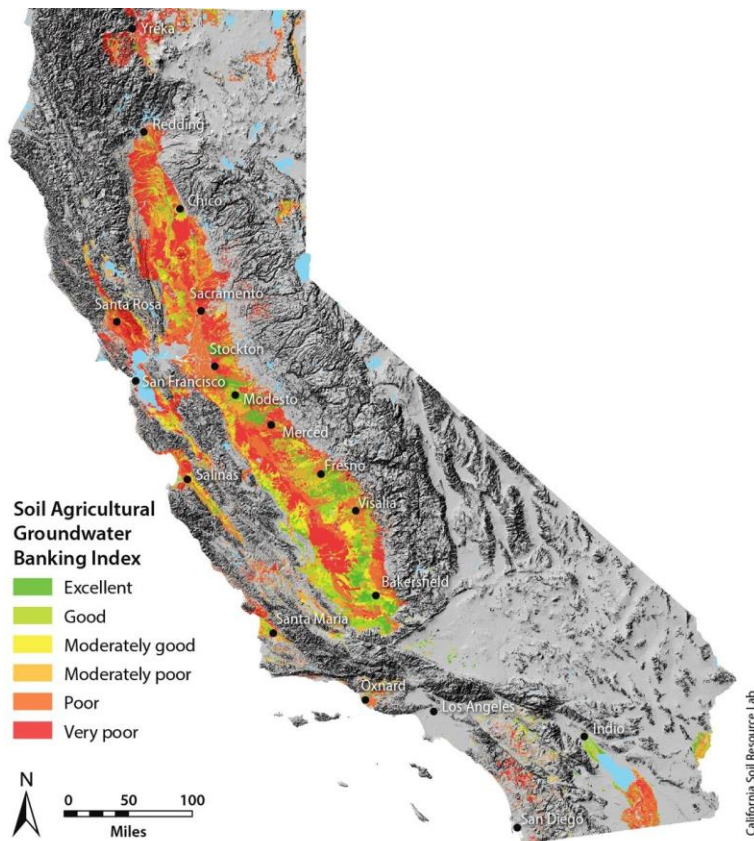 Yreka
Redding
Chico
Sacramento
Santa Rosa
Stockton
San Francisco
Modesto
Merced
Fresno
Salinas
Visalia
Soil Agricultural
Groundwater
Banking Index
Excellent
Good
Moderately good
Moderately poor
Poor
Very poor
Bakersfield
Santa Maria
Oxnard
Los Angeles
Indio
San Diego
N
0 50 100
Miles
California Soil Resource Lab